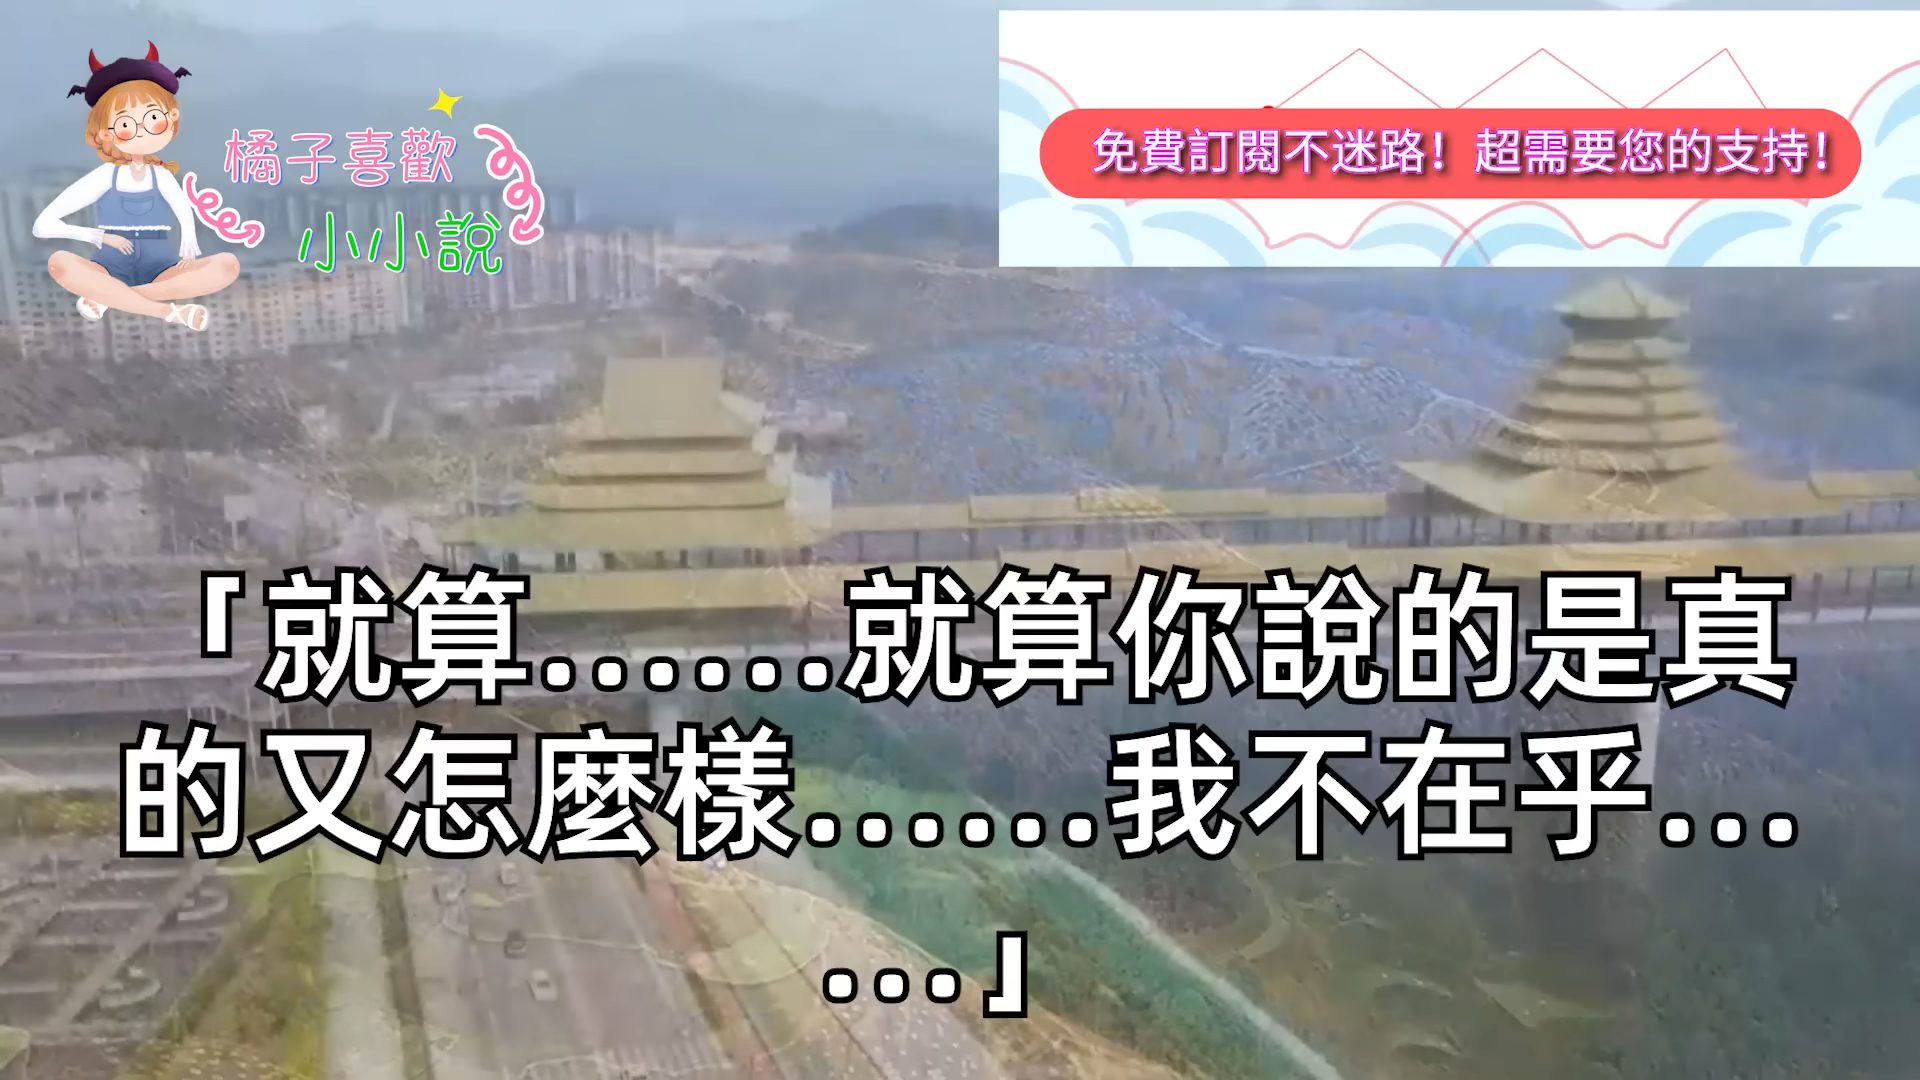 橘子喜歡
小小說
免費訂閱不迷路！超需要您的支持！
「就算......就算你說的是真
的又怎麼樣......我不在乎...
...」